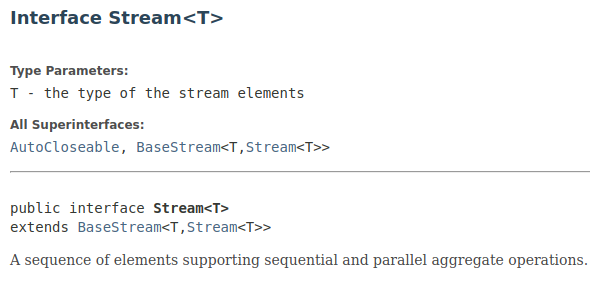 Interface Stream<T>
Type Parameters:
T - the type of the stream elements
All Superinterfaces:
AutoCloseable, BaseStream<T,Stream<T>>
public interface Stream<T>
extends BaseStream<T,Stream<T>>
A sequence of elements supporting sequential and parallel aggregate operations.